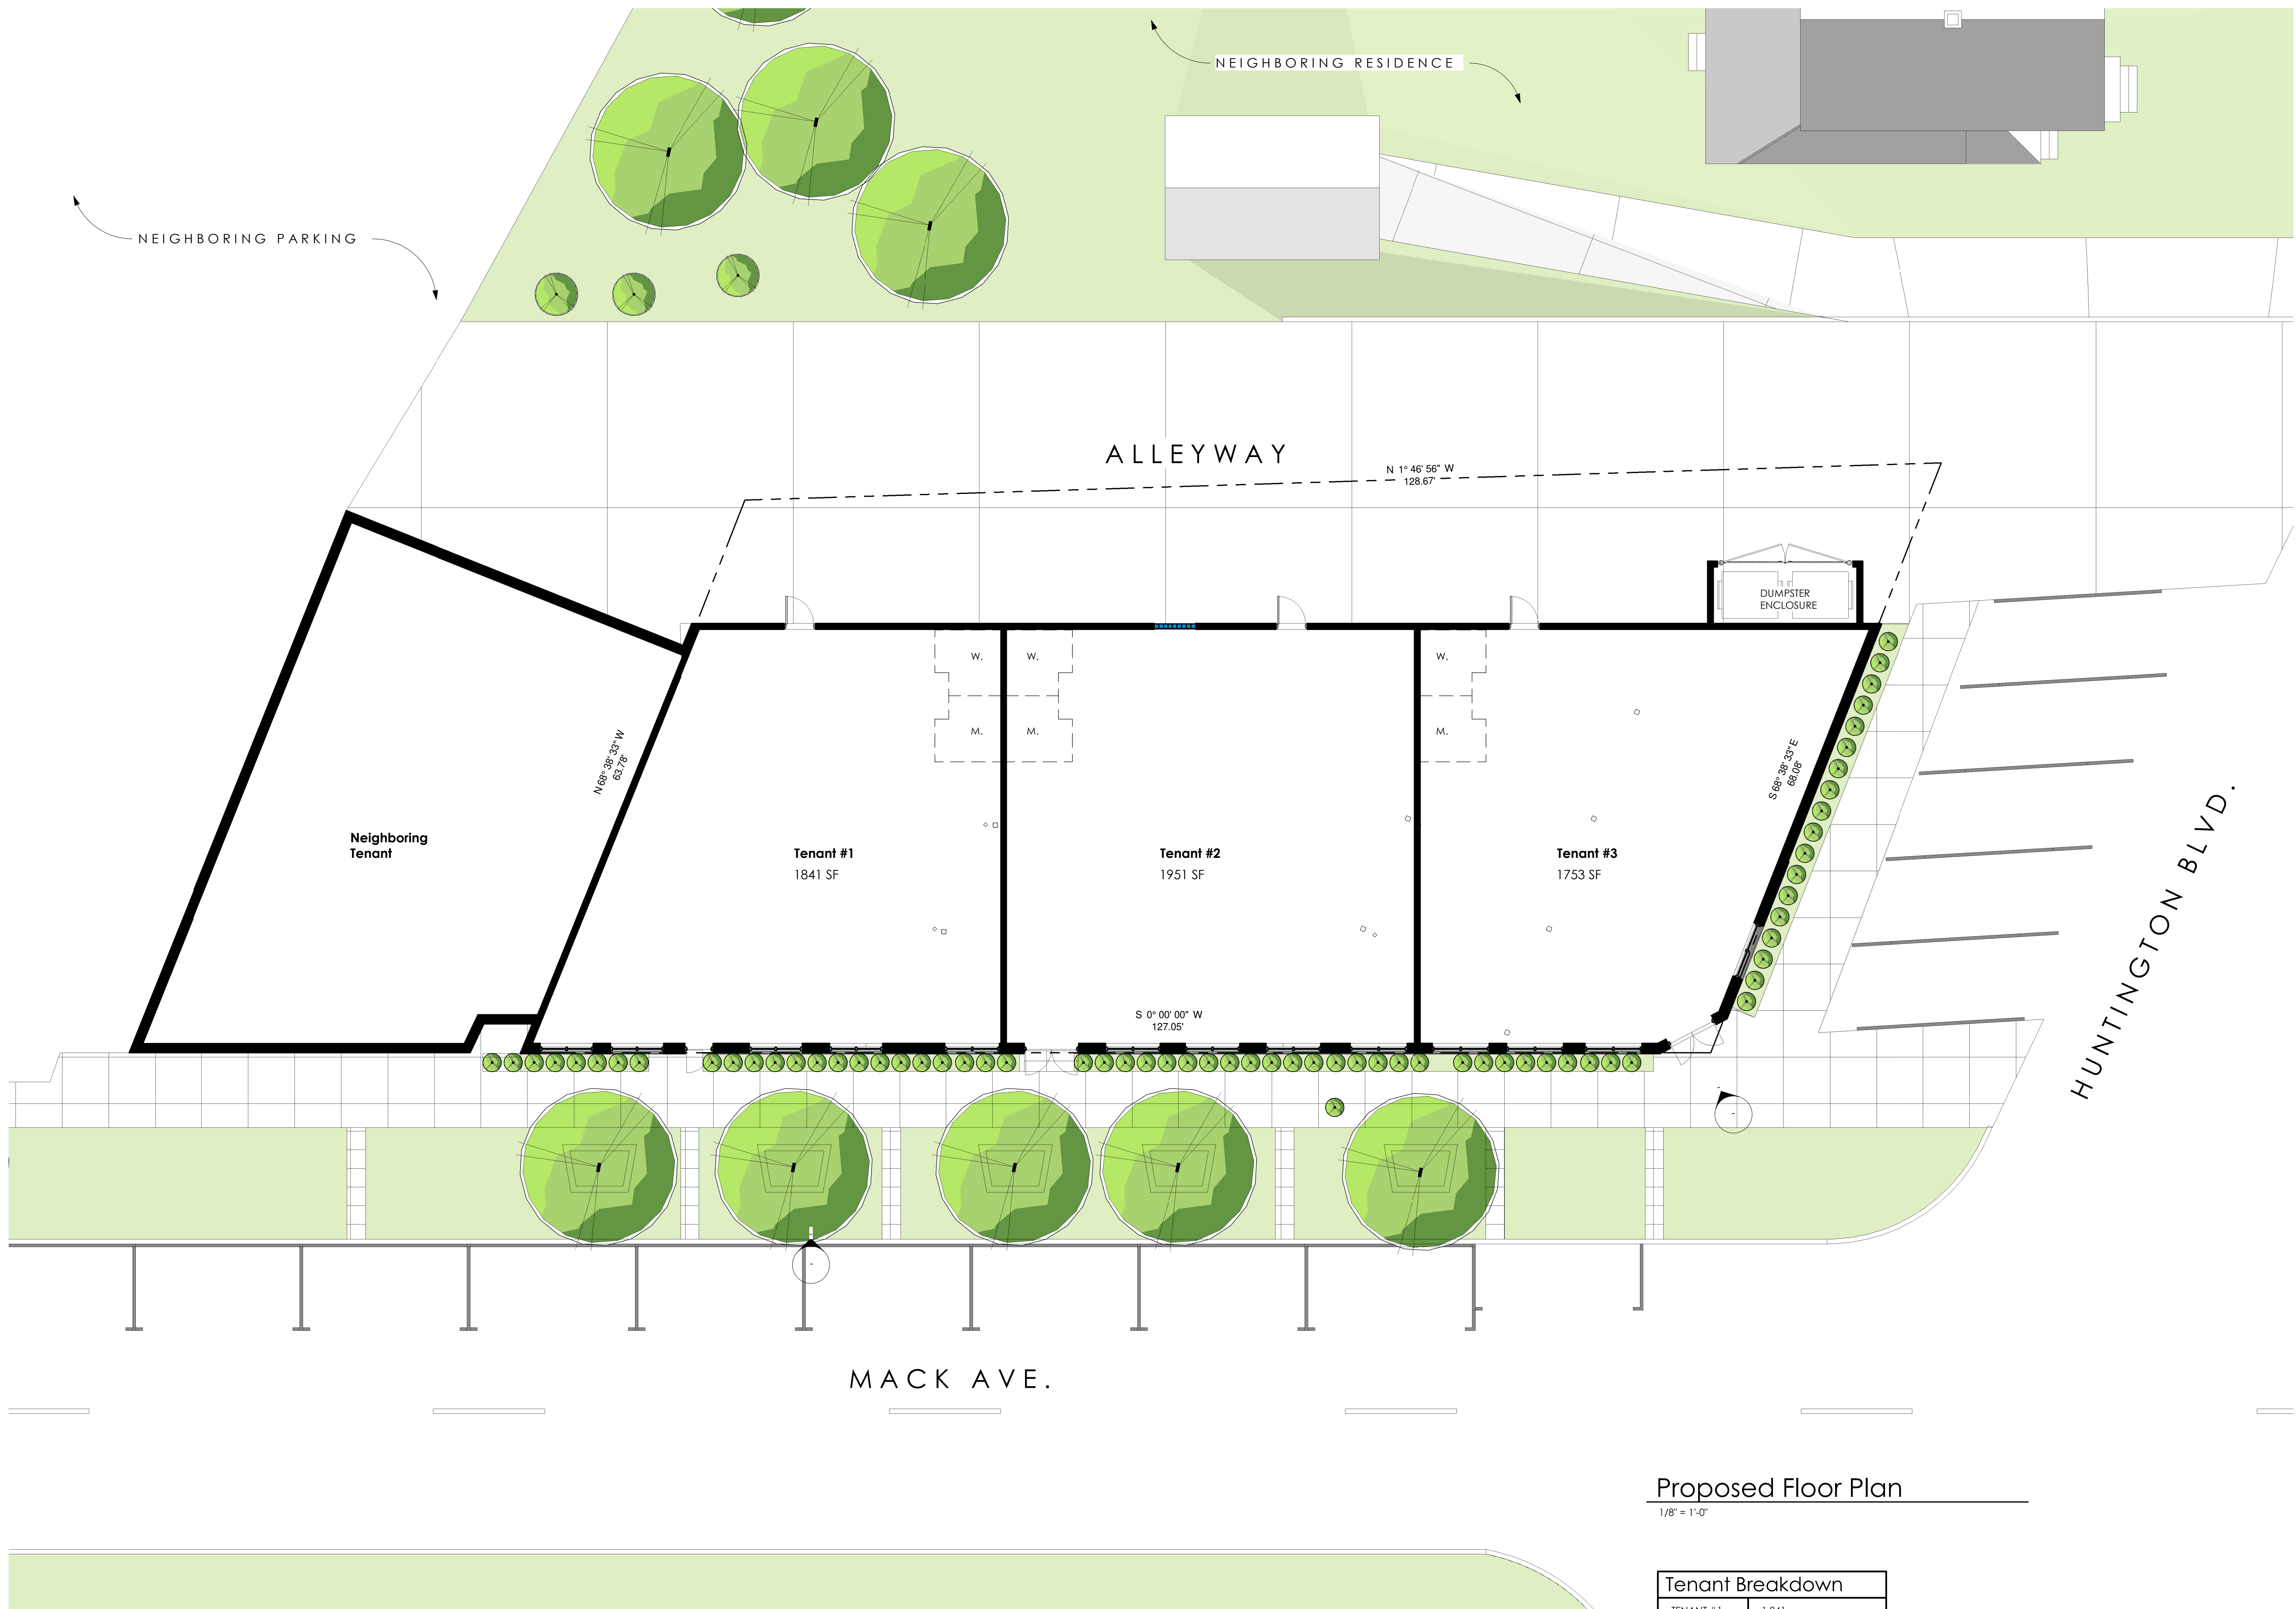 NEIGHBORING RESIDENCE
NEIGHBORING PARKING
ALLEYWAY
N 1° 46' 56" W
128.67'
DUMPSTER
ENCLOSURE
W.
W.
W.
M.
M.
M.
N 68° 38' 33" W
63.78'
S 68° 38' 33" E
68.08'
Neighboring
Tenant
Tenant #1
1841 SF
Tenant #2
1951 SF
Tenant #3
1753 SF
HUNTINGTON BLVD.
S 0° 00' 00" W
127.05'
MACK AVE.
Proposed Floor Plan
1/8" = 1'-0"
Tenant Breakdown